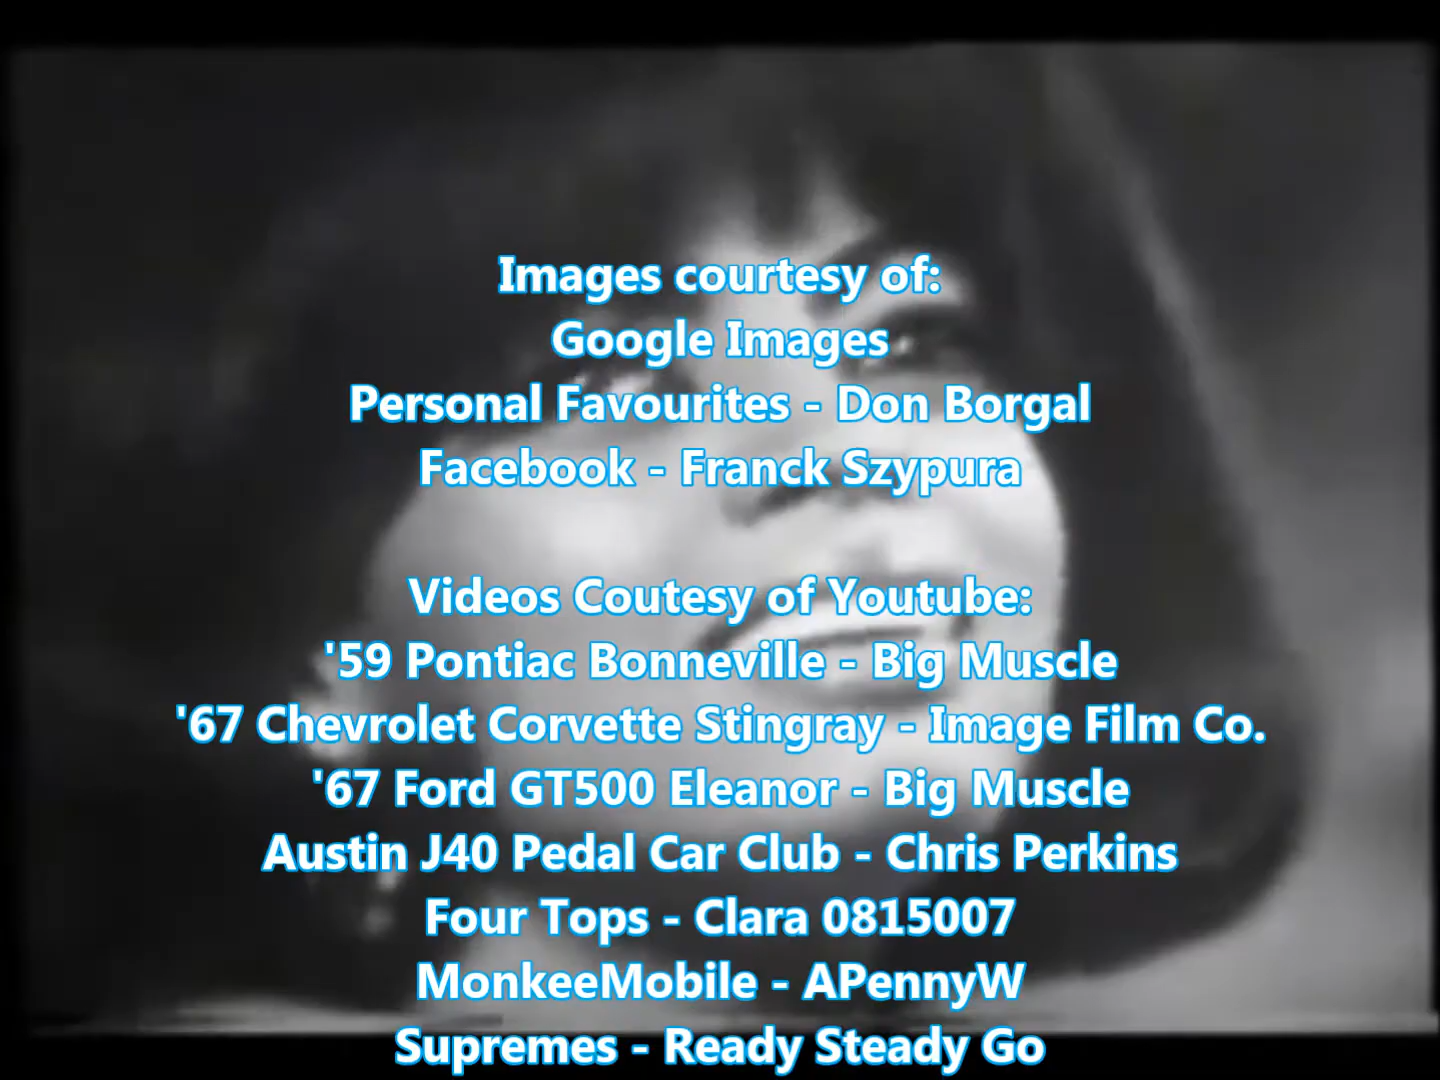 Images courtesy of:
Google Images
Personal Favourites - Don Borgal
Facebook - Franck Szypura
Videos Coutesy of Youtube:
'59 Pontiac Bonneville - Big Muscle
'67 Chevrolet Corvette Stingray - Image Film Co.
'67 Ford GT500 Eleanor - Big Muscle
Austin J40 Pedal Car Club - Chris Perkins
Four Tops - Clara 0815007
MonkeeMobile - APennyW
Supremes - Ready Steady Go